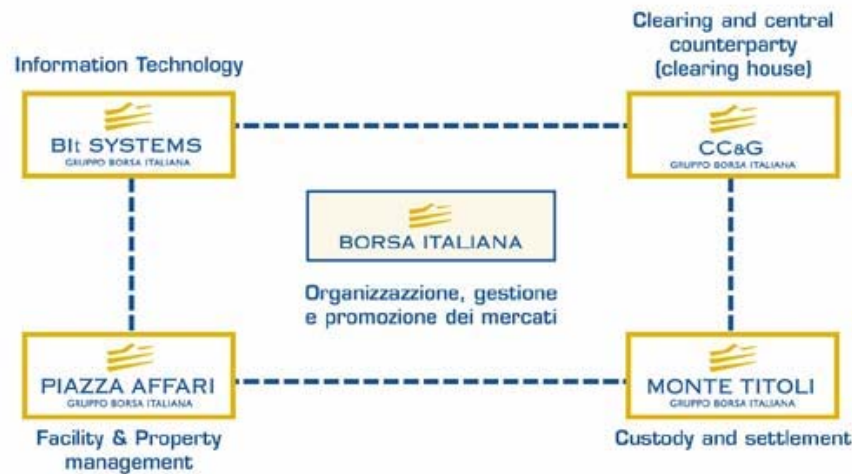 Information Technology
BIt SYSTEMS
GRUPPO BORSA ITALIANA
Clearing and central
counterparty
(clearing house)
CC&G
GRUPPO BORSA ITALIANA
BORSA ITALIANA
Organizzazzione, gestione
e promozione dei mercati
PIAZZA AFFARI
GRUPPO BORSA ITALIANA
Facility & Property
management
MONTE TITOLI
GRUPPO BORSA ITALIANA
Custody and settlement